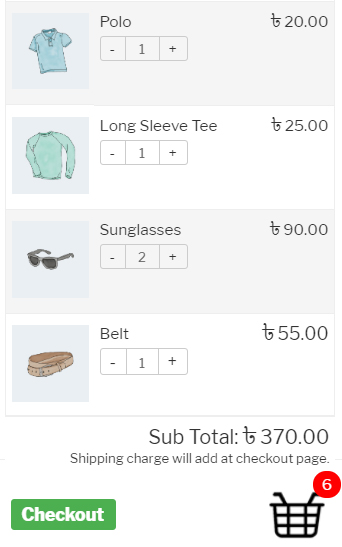 Polo ৳ 20.00
- 1 +
Long Sleeve Tee ৳ 25.00
- 1 +
Sunglasses ৳ 90.00
- 2 +
Belt ৳ 55.00
- 1 +
Sub Total: ৳ 370.00
Shipping charge will add at checkout page.
6
Checkout